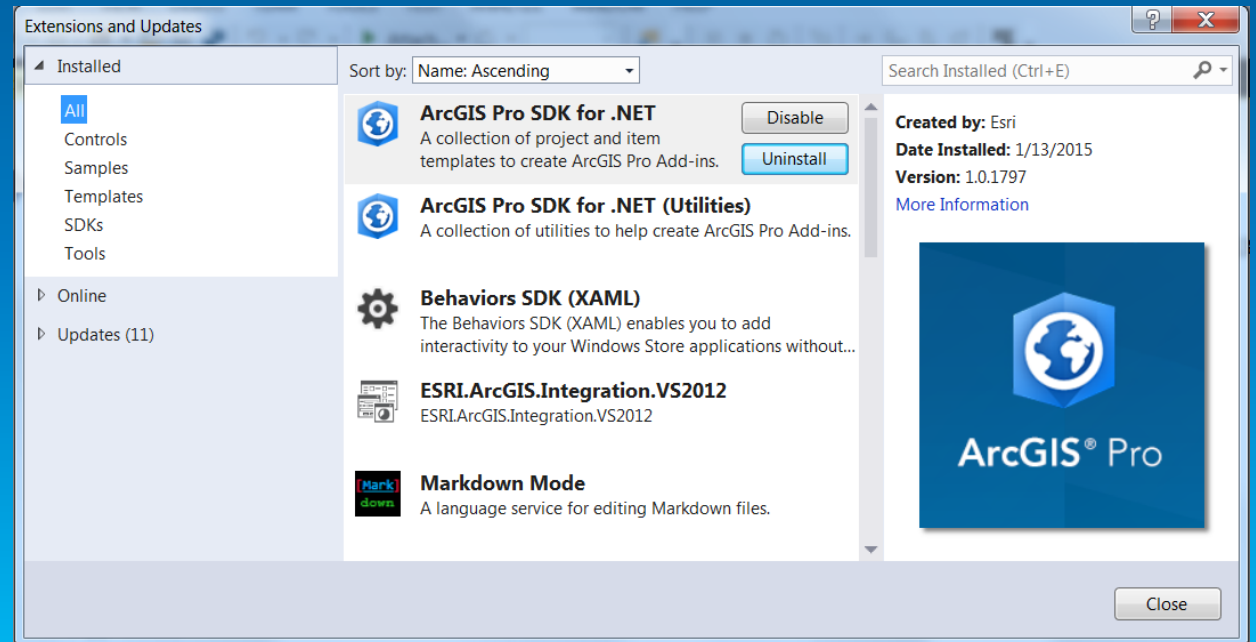 Extensions and Updates
Installed
All
Controls
Samples
Templates
SDKs
Tools
Online
Updates (11)
Sort by: Name: Ascending
ArcGIS Pro SDK for .NET
A collection of project and item
templates to create ArcGIS Pro Add-ins.
Disable
Uninstall
ArcGIS Pro SDK for .NET (Utilities)
A collection of utilities to help create ArcGIS Pro Add-ins.
Behaviors SDK (XAML)
The Behaviors SDK (XAML) enables you to add
interactivity to your Windows Store applications without...
ESRI.ArcGIS.Integration.VS2012
ESRI.ArcGIS.Integration.VS2012
[Mark]
down
Markdown Mode
A language service for editing Markdown files.
Search Installed (Ctrl+E)
Created by: Esri
Date Installed: 1/13/2015
Version: 1.0.1797
More Information
ArcGIS® Pro
Close